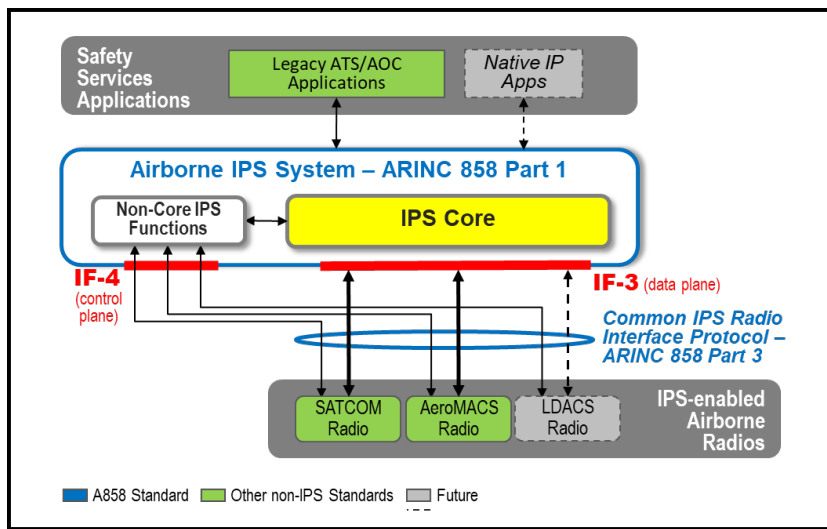 Safety
Services
Applications
Legacy ATS/AOC
Applications
Native IP
Apps
Airborne IPS System – ARINC 858 Part 1
Non-Core IPS
Functions
IPS Core
IF-4
(control
plane)
IF-3 (data plane)
Common IPS Radio
Interface Protocol –
ARINC 858 Part 3
SATCOM
Radio
AeroMACS
Radio
LDACS
Radio
IPS-enabled
Airborne
Radios
A858 Standard
Other non-IPS Standards
Future